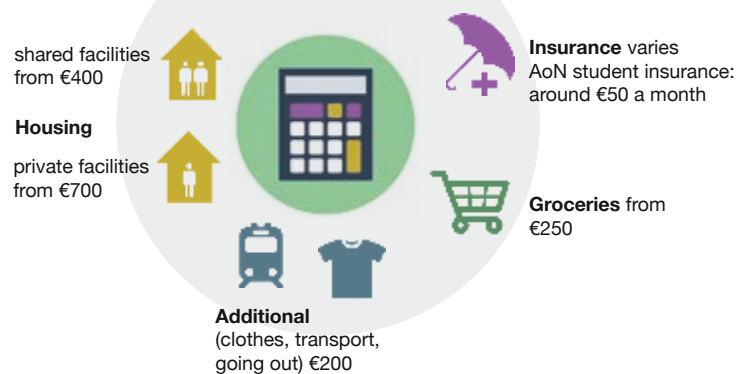 shared facilities
from €400
Housing
private facilities
from €700
Insurance varies
AoN student insurance:
around €50 a month
Groceries from
€250
Additional
(clothes, transport,
going out) €200